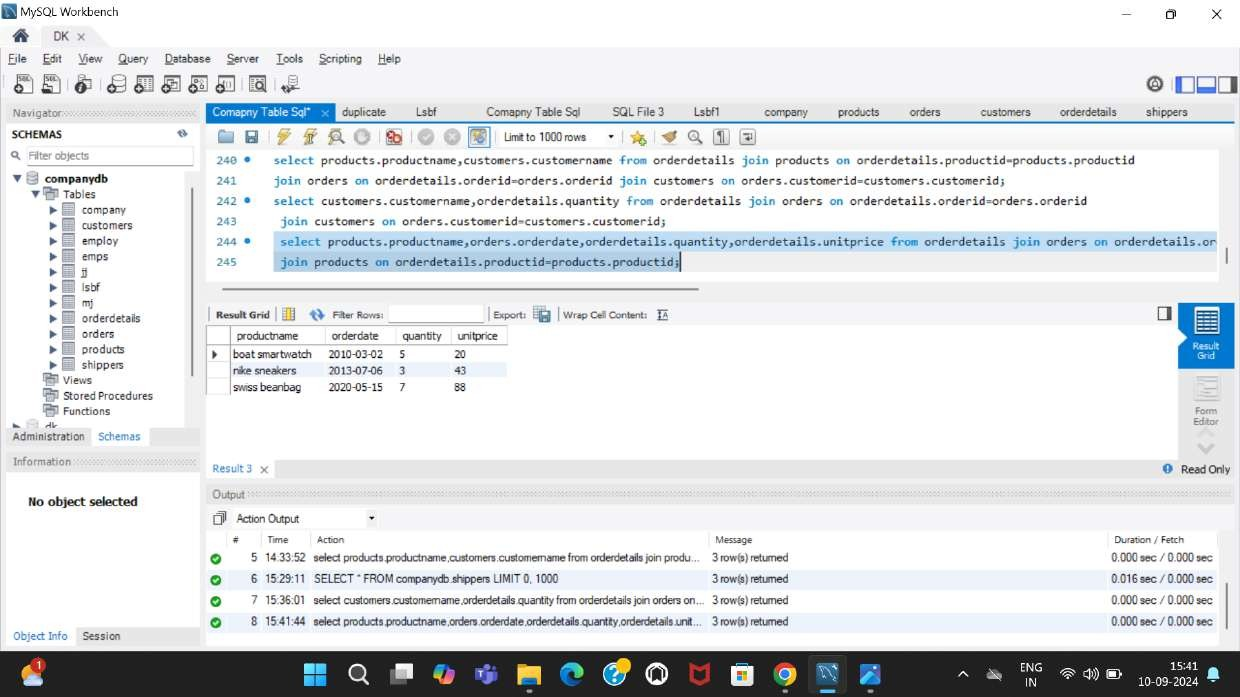 MySQL Workbench
DK
File Edit View Query Database Server Tools Scripting Help
Navigator
SCHEMAS
Filter objects
companydb
Tables
company
customers
employ
emps
jj
lsbf
mj
orderdetails
orders
products
shippers
Views
Stored Procedures
Functions
dk
Administration Schemas
Information
No object selected
Object Info Session
Comapny Table Sql* duplicate Lsbf Comapny Table Sql SQL File 3 Lsbf1 company products orders customers orderdetails shippers
Limit to 1000 rows
240 select products.productname,customers.customername from orderdetails join products on orderdetails.productid=products.productid
241 join orders on orderdetails.orderid=orders.orderid join customers on orders.customerid=customers.customerid;
242 select customers.customername,orderdetails.quantity from orderdetails join orders on orderdetails.orderid=orders.orderid
243 join customers on orders.customerid=customers.customerid;
244 select products.productname,orders.orderdate,orderdetails.quantity,orderdetails.unitprice from orderdetails join orders on orderdetails.or
245 join products on orderdetails.productid=products.productid;
Result Grid Filter Rows: Export: Wrap Cell Content:
productname orderdate quantity unitprice
boat smartwatch 2010-03-02 5 20
nike sneakers 2013-07-06 3 43
swiss beanbag 2020-05-15 7 88
Result Grid
Form Editor
Result 3
Read Only
Output
Action Output
# Time Action Message Duration / Fetch
5 14:33:52 select products.productname,customers.customername from orderdetails join produ... 3 row(s) returned 0.000 sec / 0.000 sec
6 15:29:11 SELECT * FROM companydb.shippers LIMIT 0, 1000 3 row(s) returned 0.016 sec / 0.000 sec
7 15:36:01 select customers.customername,orderdetails.quantity from orderdetails join orders on... 3 row(s) returned 0.000 sec / 0.000 sec
8 15:41:44 select products.productname,orders.orderdate,orderdetails.quantity,orderdetails.unit... 3 row(s) returned 0.000 sec / 0.000 sec
1
ENG
IN
15:41
10-09-2024